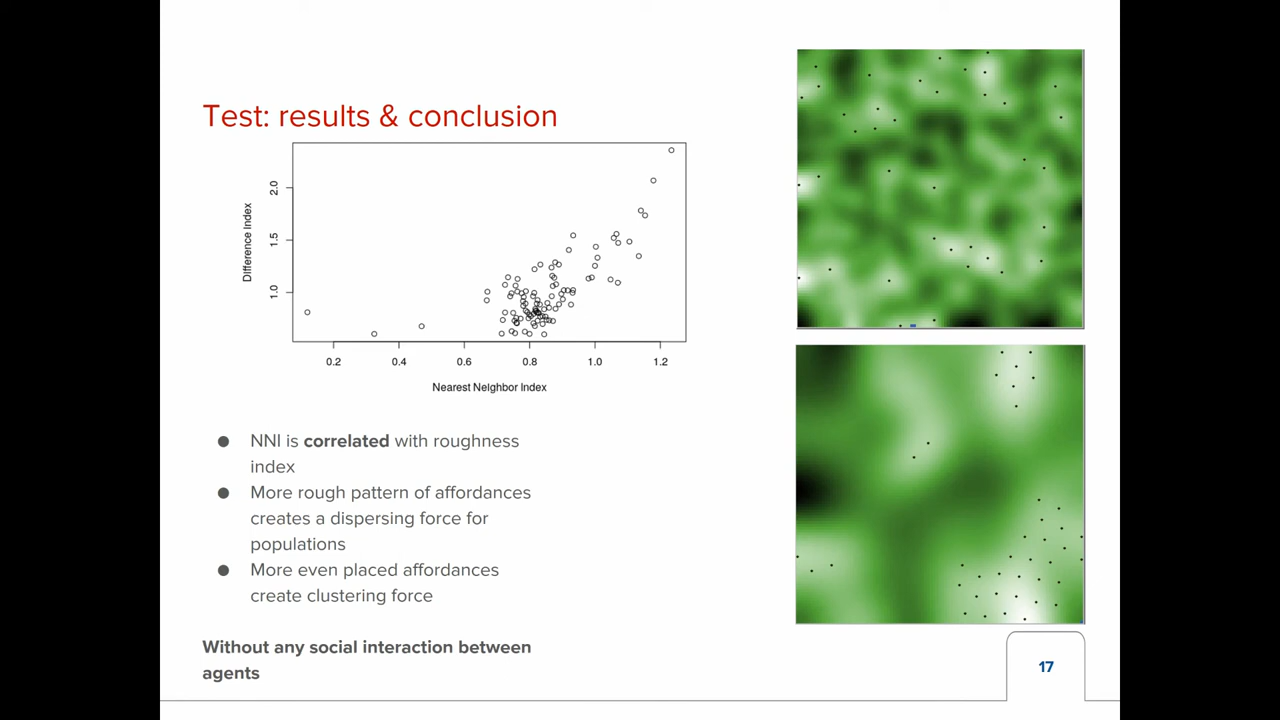 Test: results & conclusion
Difference Index
2.0
1.5
1.0
0.2 0.4 0.6 0.8 1.0 1.2
Nearest Neighbor Index
● NNI is correlated with roughness
index
● More rough pattern of affordances
creates a dispersing force for
populations
● More even placed affordances
create clustering force
Without any social interaction between
agents
17